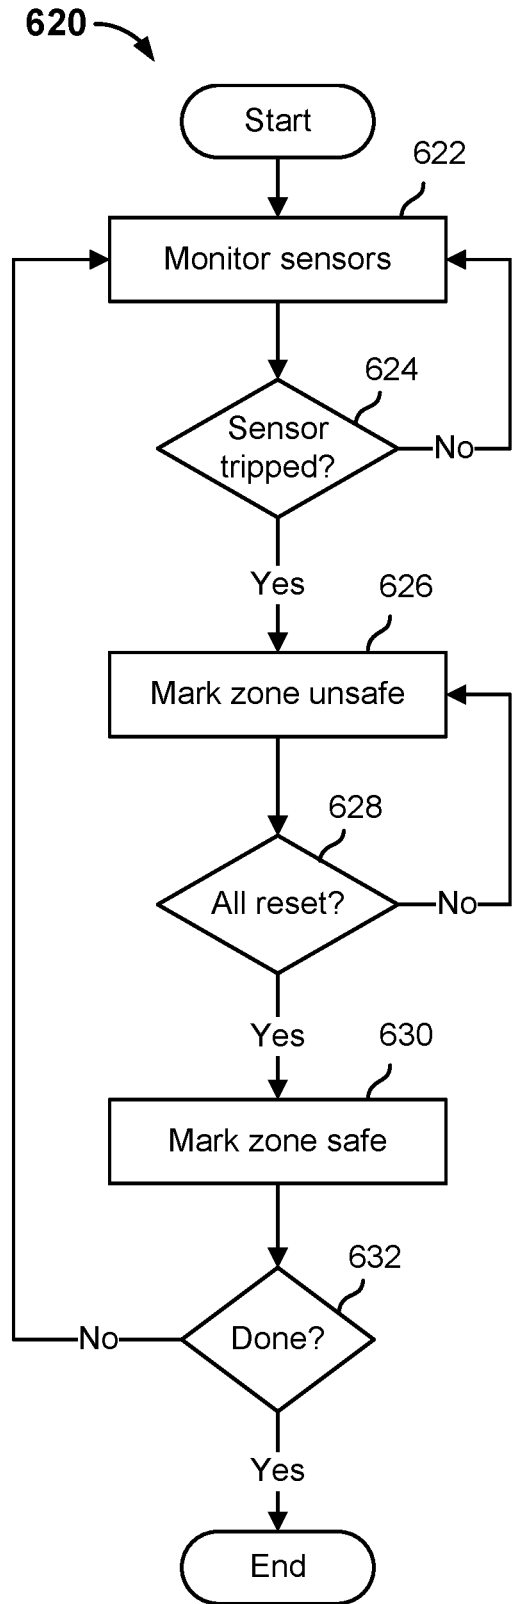 620
Start
622
Monitor sensors
624
Sensor
tripped?
No
Yes
626
Mark zone unsafe
628
All reset?
No
Yes
630
Mark zone safe
632
Done?
No
Yes
End